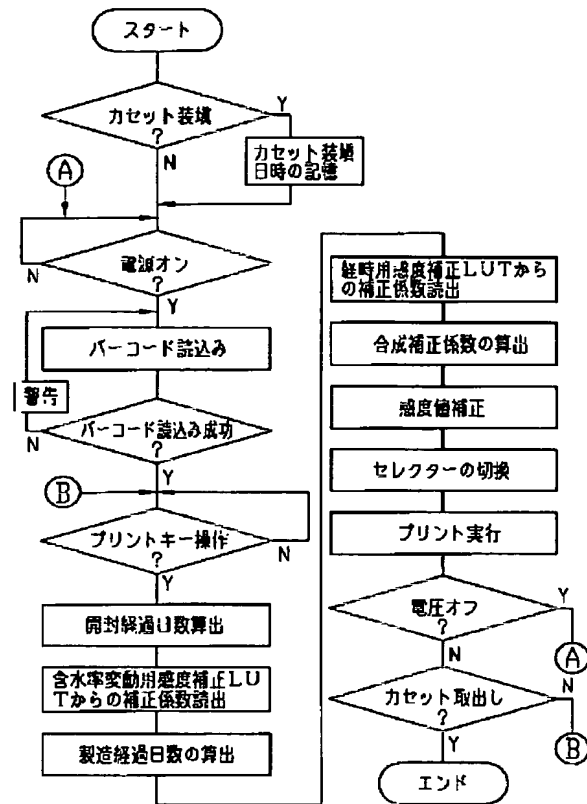 スタート
カセット装填
?
Y
N
カセット装填
日時の記憶
A
電源オン
?
N
Y
バーコード読込み
警告
バーコード読込み成功
?
N
Y
B
プリントキー操作
?
N
Y
開封経過日数算出
含水率変動用感度補正LU
Tからの補正係数読出
製造経過日数の算出
経時用感度補正LUTから
の補正係数読出
合成補正係数の算出
感度値補正
セレクターの切換
プリント実行
電圧オフ
?
Y
N
A
カセット取出し
?
N
Y
B
エンド